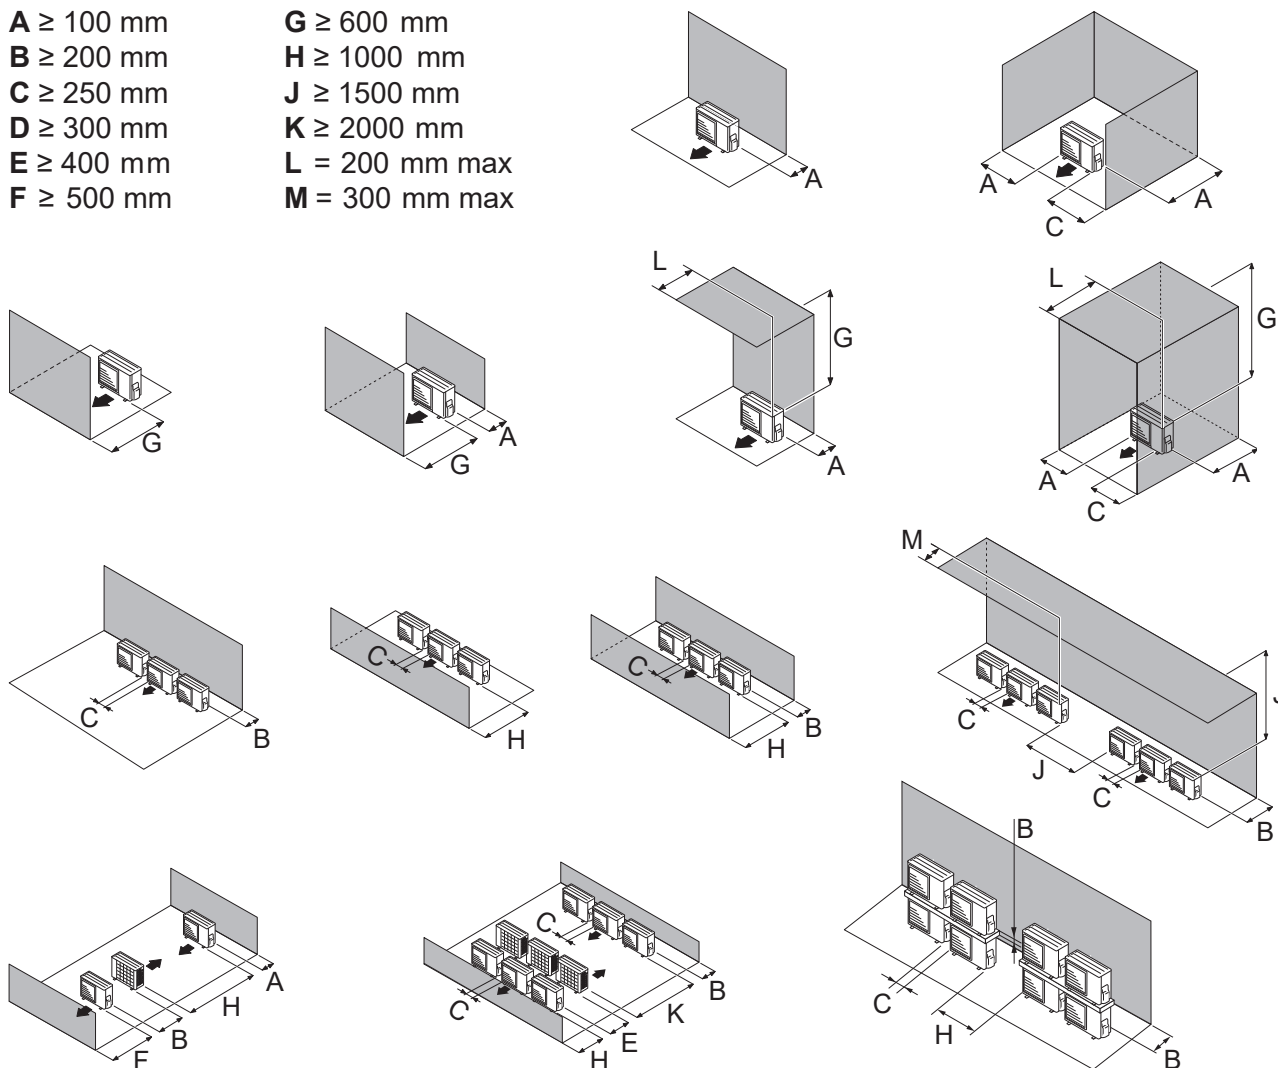 A ≥ 100 mm
B ≥ 200 mm
C ≥ 250 mm
D ≥ 300 mm
E ≥ 400 mm
F ≥ 500 mm
G ≥ 600 mm
H ≥ 1000 mm
J ≥ 1500 mm
K ≥ 2000 mm
L = 200 mm max
M = 300 mm max
A
A
C
A
G
G
A
L
G
A
L
G
A
C
A
C
B
C
H
C
H
B
M
C
J
C
J
B
F
B
H
A
C
C
H
E
K
B
B
C
H
B